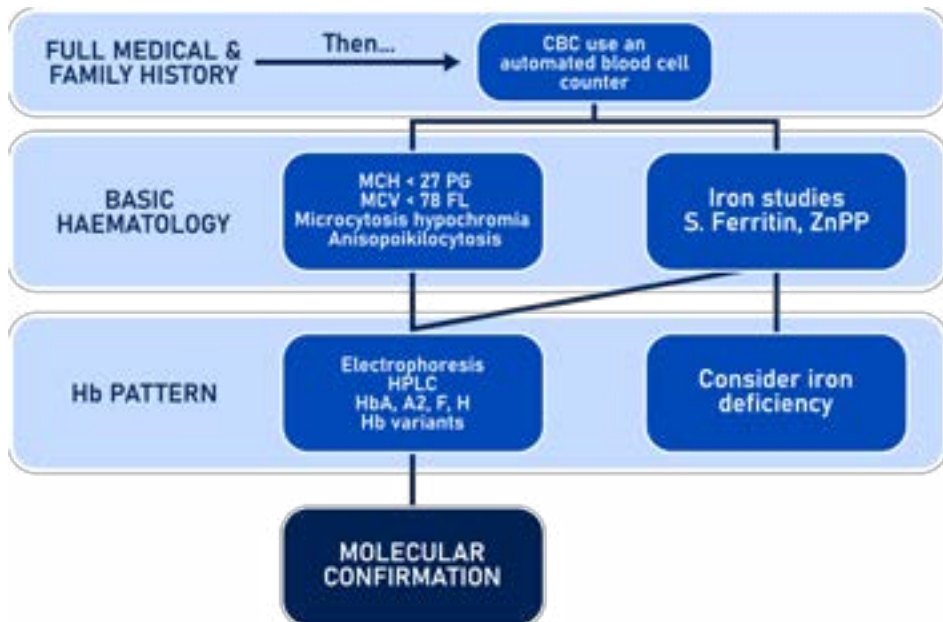 FULL MEDICAL &
FAMILY HISTORY
Then...
CBC use an
automated blood cell
counter
BASIC
HAEMATOLOGY
MCH < 27 PG
MCV < 78 FL
Microcytosis hypochromia
Anisopoikilocytosis
Iron studies
S. Ferritin, ZnPP
Hb PATTERN
Electrophoresis
HPLC
HbA, A2, F, H
Hb variants
Consider iron
deficiency
MOLECULAR
CONFIRMATION